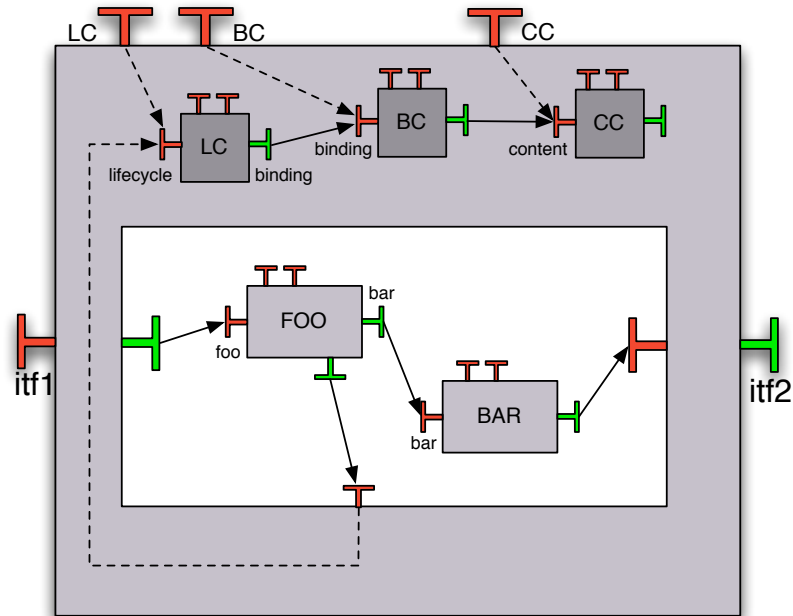 LC
BC
CC
LC
BC
CC
lifecycle
binding
binding
content
FOO
bar
foo
BAR
bar
itf1
itf2